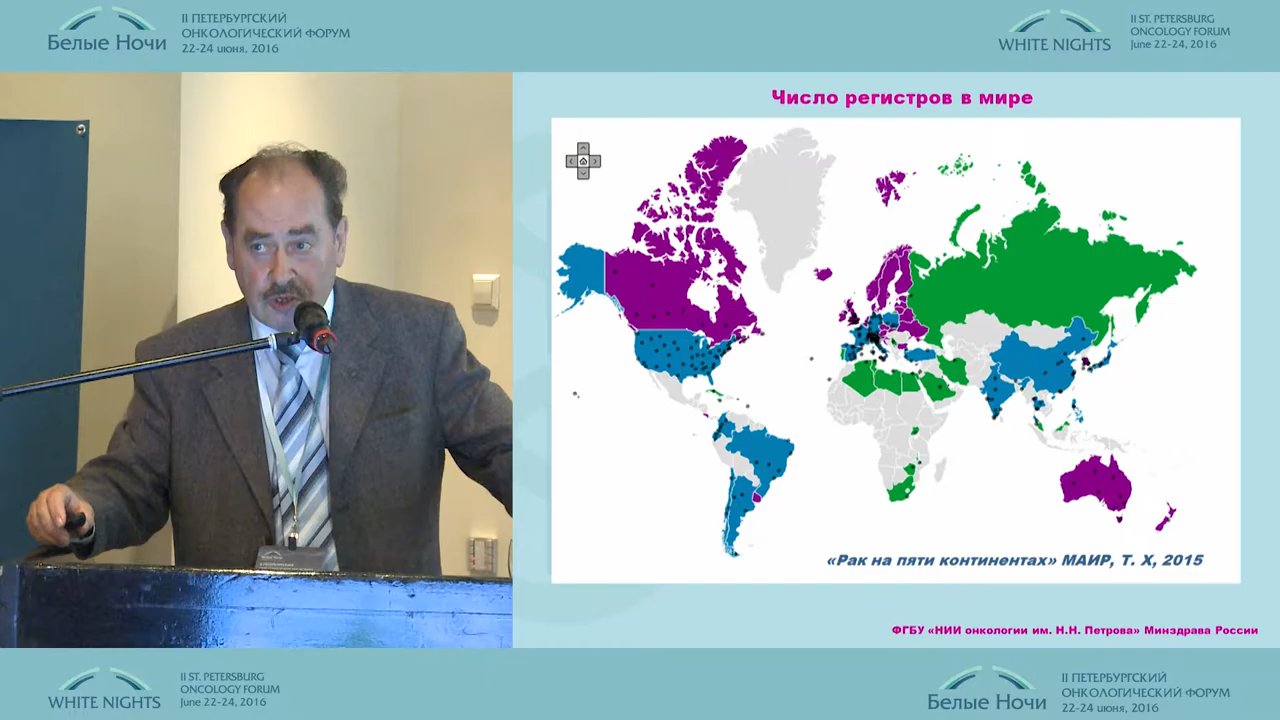 Белые Ночи
II ПЕТЕРБУРГСКИЙ
ОНКОЛОГИЧЕСКИЙ ФОРУМ
22-24 июня, 2016
WHITE NIGHTS
II ST. PETERSBURG
ONCOLOGY FORUM
June 22-24, 2016
Число регистров в мире
«Рак на пяти континентах» МАИР, Т. X, 2015
ФГБУ «НИИ онкологии им. Н.Н. Петрова» Минздрава России
Белые Ночи
WHITE NIGHTS
II ST. PETERSBURG
ONCOLOGY FORUM
June 22-24, 2016
Белые Ночи
II ПЕТЕРБУРГСКИЙ
ОНКОЛОГИЧЕСКИЙ ФОРУМ
22-24 июня, 2016